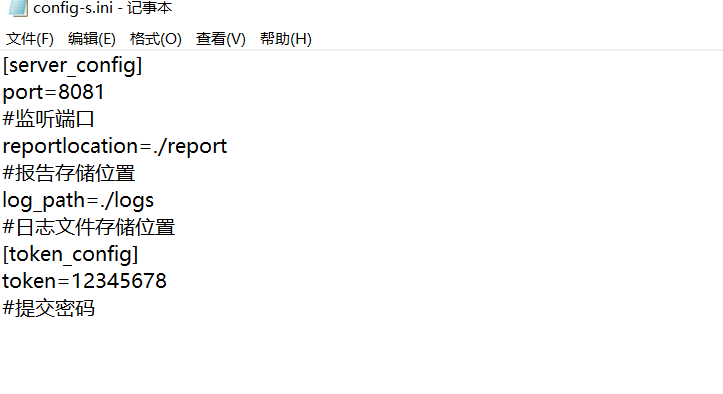 config-s.ini - 记事本
文件(F) 编辑(E) 格式(O) 查看(V) 帮助(H)
[server_config]
port=8081
#监听端口
reportlocation=./report
#报告存储位置
log_path=./logs
#日志文件存储位置
[token_config]
token=12345678
#提交密码